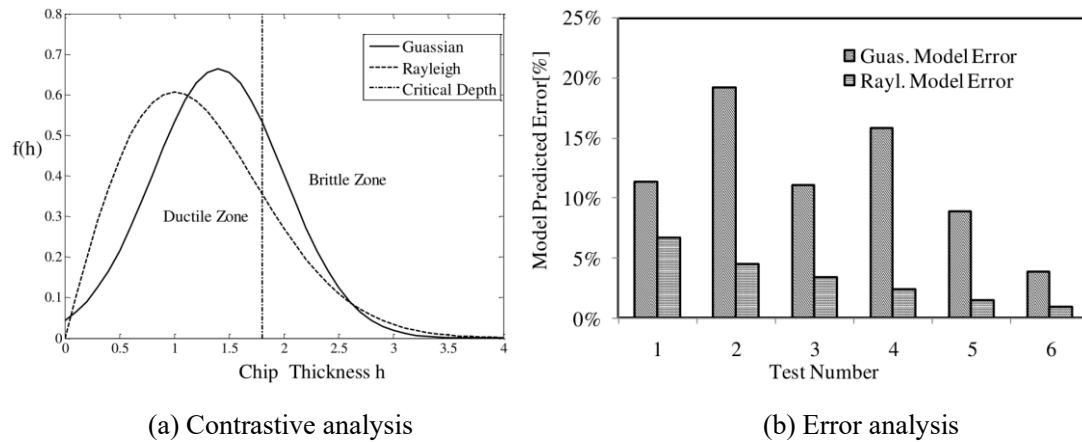 0.8
0.7
0.6
0.5
0.4
0.3
0.2
0.1
0
f(h)
Guassian
Rayleigh
Critical Depth
Brittle Zone
Ductile Zone
0 0.5 1 1.5 2 2.5 3 3.5 4
Chip Thickness h
(a) Contrastive analysis
25%
20%
15%
10%
5%
0%
Model Predicted Error[%]
Guas. Model Error
Rayl. Model Error
1 2 3 4 5 6
Test Number
(b) Error analysis